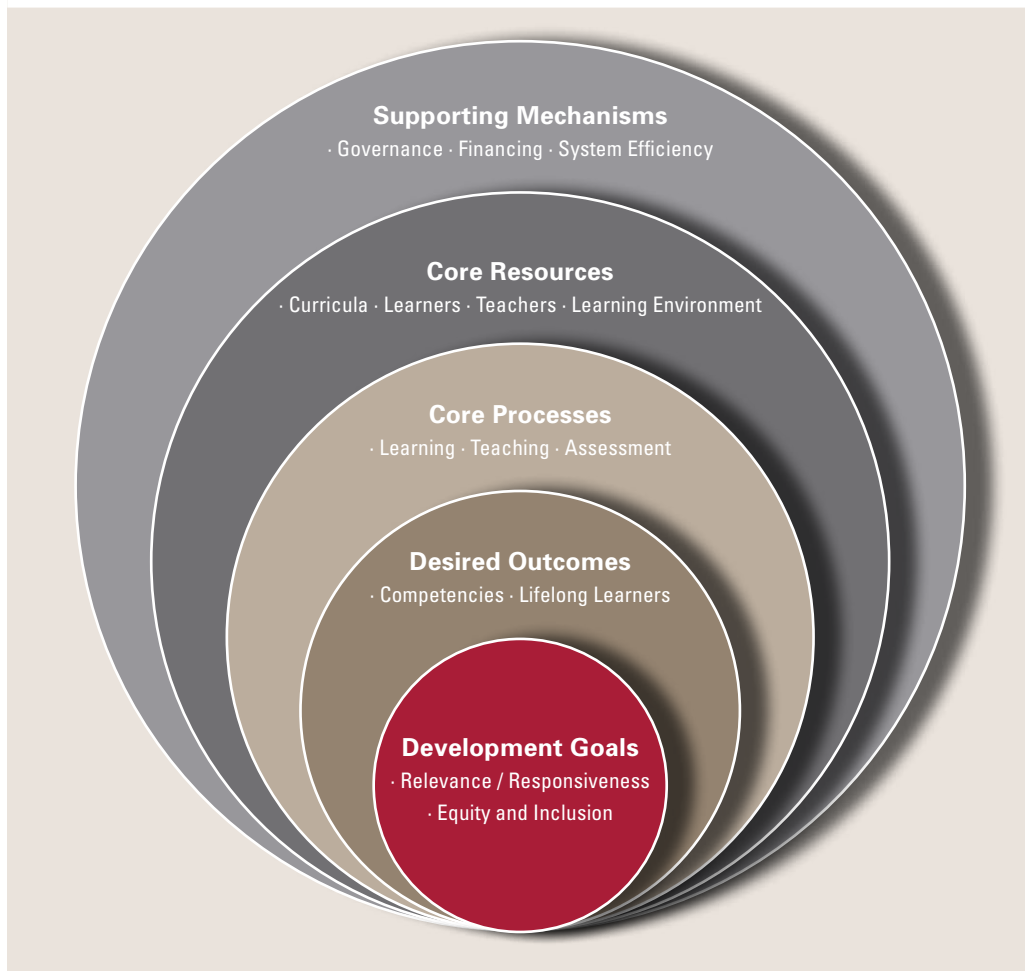 Supporting Mechanisms
· Governance · Financing · System Efficiency
Core Resources
· Curricula · Learners · Teachers · Learning Environment
Core Processes
· Learning · Teaching · Assessment
Desired Outcomes
· Competencies · Lifelong Learners
Development Goals
· Relevance / Responsiveness
· Equity and Inclusion